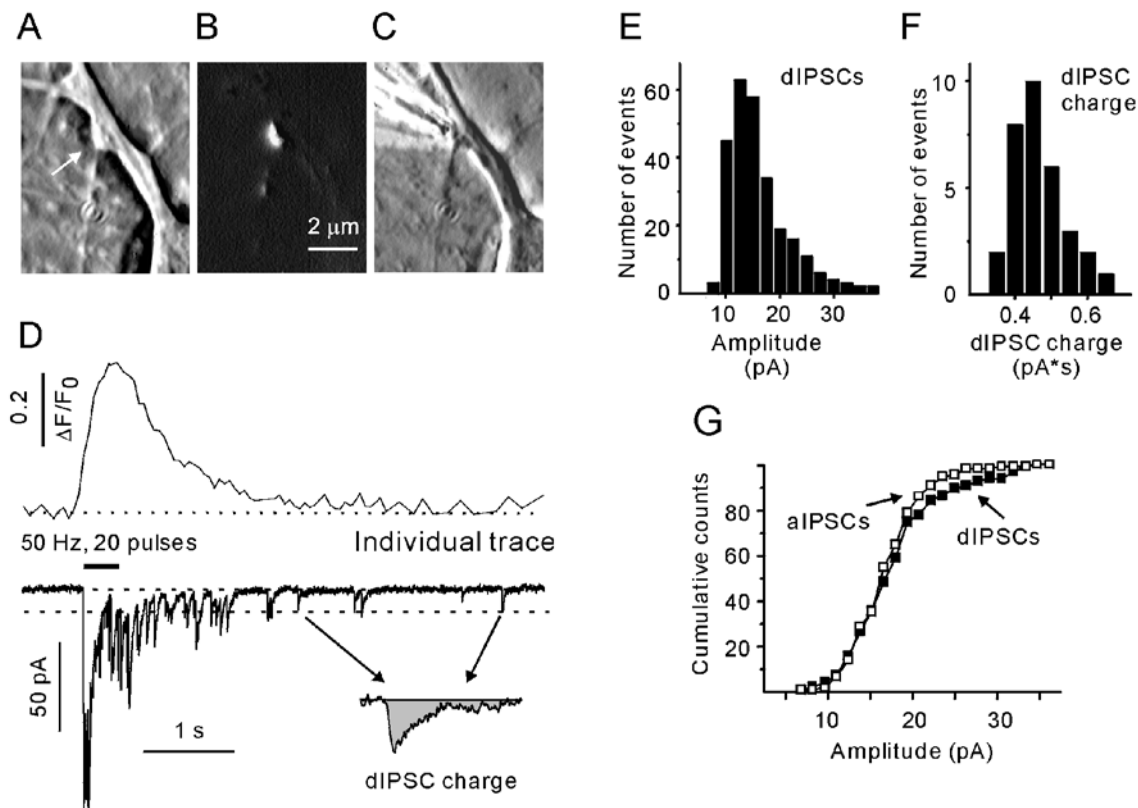 A
B
C
2 μm
D
0.2
ΔF/F0
50 Hz, 20 pulses
Individual trace
50 pA
1 s
dIPSC charge
E
dIPSCs
Number of events
60
40
20
0
10
20
30
Amplitude
(pA)
F
dIPSC
charge
Number of events
10
5
0
0.4
0.6
dIPSC charge
(pA*s)
G
Cumulative counts
80
60
40
20
aIPSCs
dIPSCs
10
20
30
Amplitude (pA)